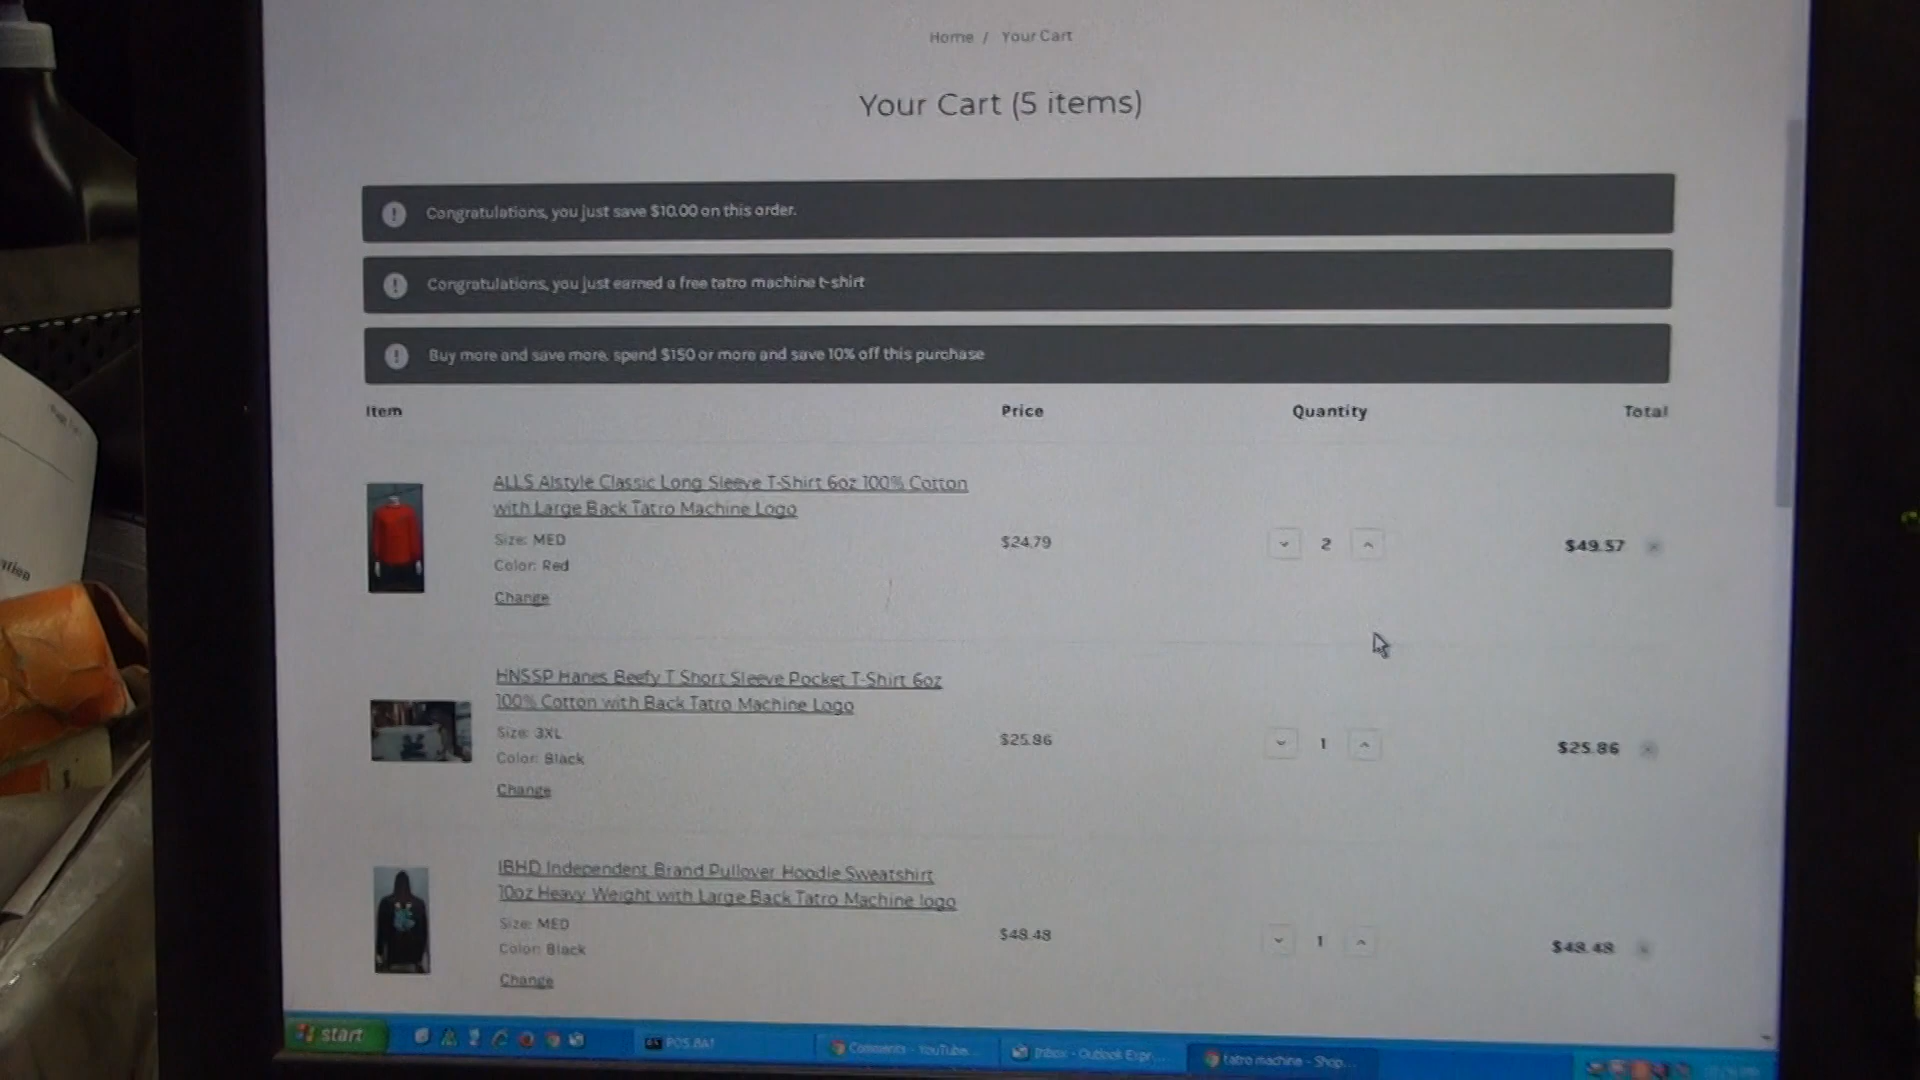 Home / Your Cart
Your Cart (5 items)
Congratulations, you just save $10.00 on this order.
Congratulations, you just earned a free tatro machine t-shirt
Buy more and save more, spend $150 or more and save 10% off this purchase
Item Price Quantity Total
ALLS Alstyle Classic Long Sleeve T-Shirt 6oz 100% Cotton
with Large Back Tatro Machine Logo
Size: MED
Color: Red
Change
$24.79 2 $49.57
HNSSP Hanes Beefy T Short Sleeve Pocket T-Shirt 6oz
100% Cotton with Back Tatro Machine Logo
Size: 3XL
Color: Black
Change
$25.86 1 $25.86
IBHD Independent Brand Pullover Hoodie Sweatshirt
10oz Heavy Weight with Large Back Tatro Machine logo
Size: MED
Color: Black
Change
$48.48 1 $48.48
start POS.BAT Comments - YouTube... Inbox - Outlook Expr... tatro machine - Shop...